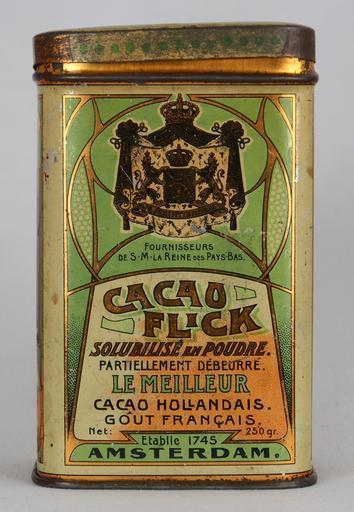 FOURNISSEURS
DE S·M·LA REINE DES PAYS-BAS.
CACAO
FLICK
SOLUBILISÉ EN POUDRE.
PARTIELLEMENT DÉBEURRÉ.
LE MEILLEUR
CACAO HOLLANDAIS.
GOÛT FRANÇAIS.
Net: 250 gr.
Etablie 1745
AMSTERDAM.